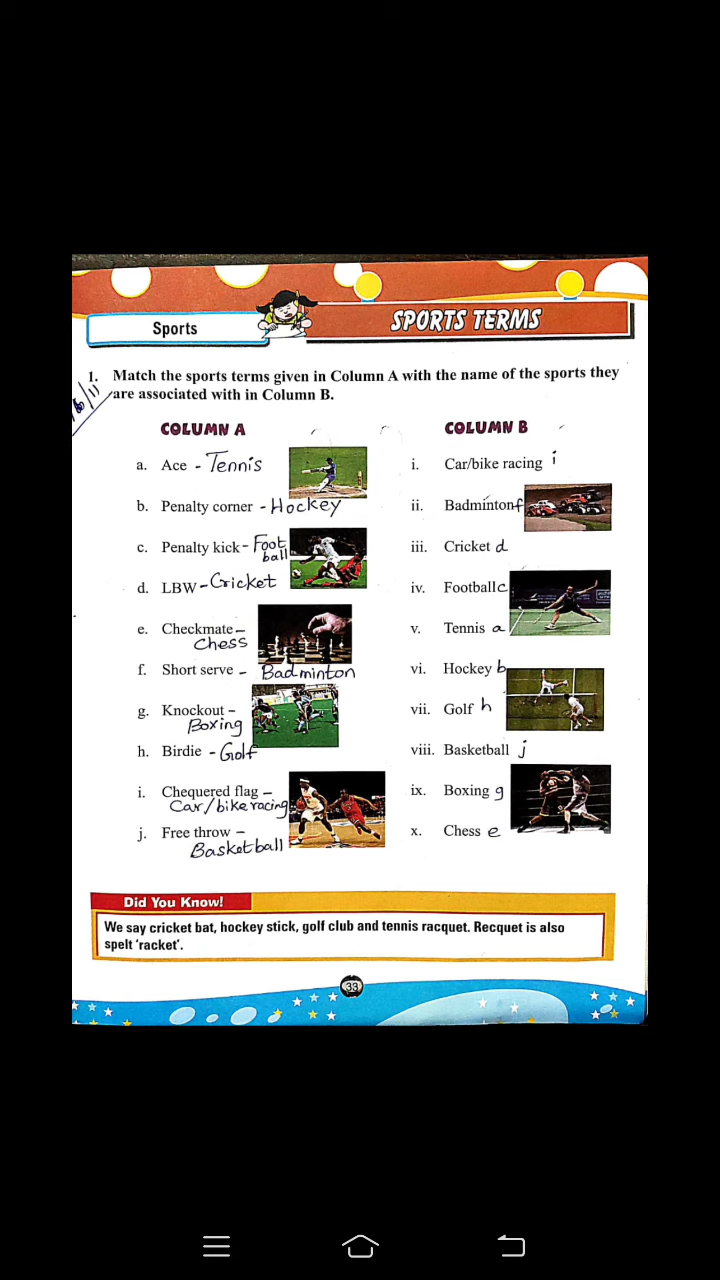 Sports
SPORTS TERMS
1. Match the sports terms given in Column A with the name of the sports they
are associated with in Column B.
COLUMN A
a. Ace - Tennis
b. Penalty corner - Hockey
c. Penalty kick - Foot
ball
d. LBW - Cricket
e. Checkmate -
Chess
f. Short serve - Badminton
g. Knockout -
Boxing
h. Birdie - Golf
i. Chequered flag -
Car/bike racing
j. Free throw -
Basketball
COLUMN B
i. Car/bike racing i
ii. Badminton f
iii. Cricket d
iv. Football c
v. Tennis a
vi. Hockey b
vii. Golf h
viii. Basketball j
ix. Boxing g
x. Chess e
Did You Know!
We say cricket bat, hockey stick, golf club and tennis racquet. Recquet is also
spelt 'racket'.
33